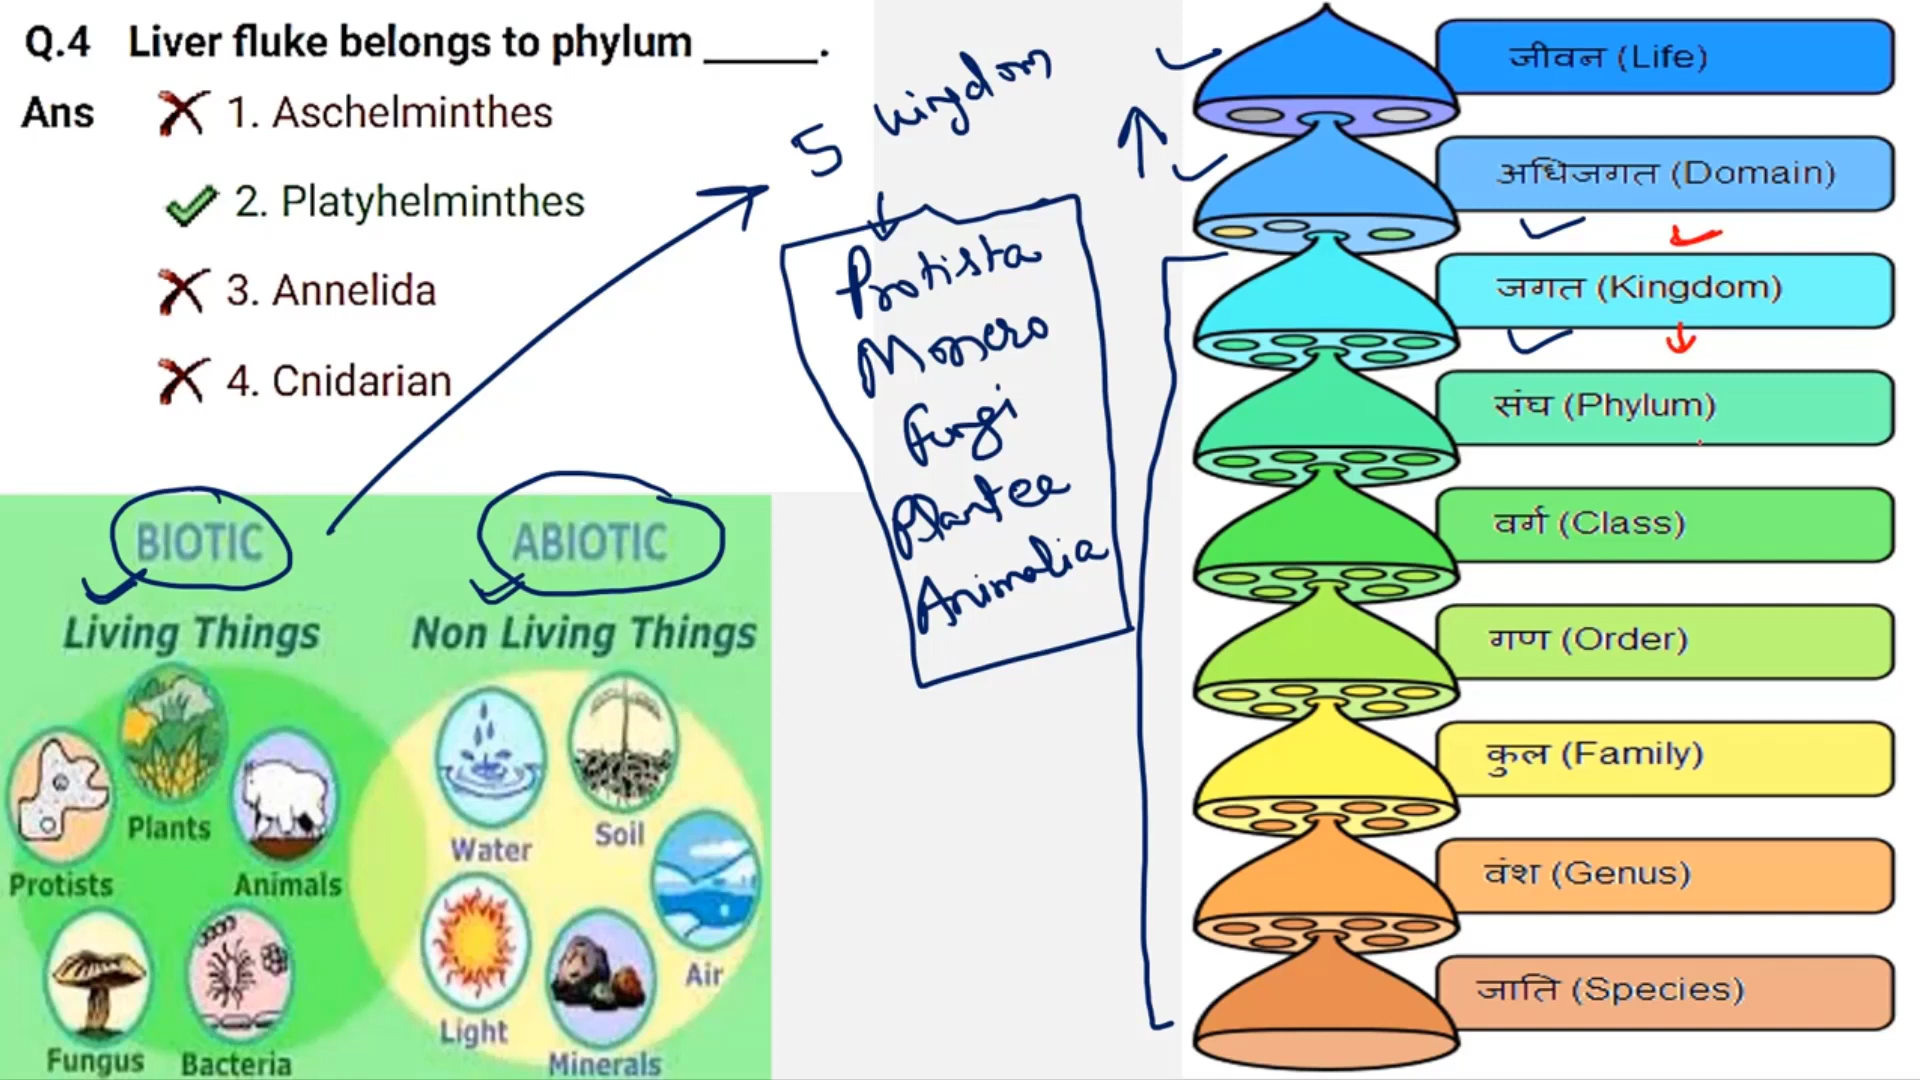 Q.4 Liver fluke belongs to phylum _____.
Ans 1. Aschelminthes
2. Platyhelminthes
3. Annelida
4. Cnidarian
5 kingdom
Protista
Monera
Fungi
Plantee
Animalia
BIOTIC
Living Things
Plants
Protists
Animals
Fungus
Bacteria
ABIOTIC
Non Living Things
Water
Soil
Air
Light
Minerals
जीवन (Life)
अधिजगत (Domain)
जगत (Kingdom)
संघ (Phylum)
वर्ग (Class)
गण (Order)
कुल (Family)
वंश (Genus)
जाति (Species)